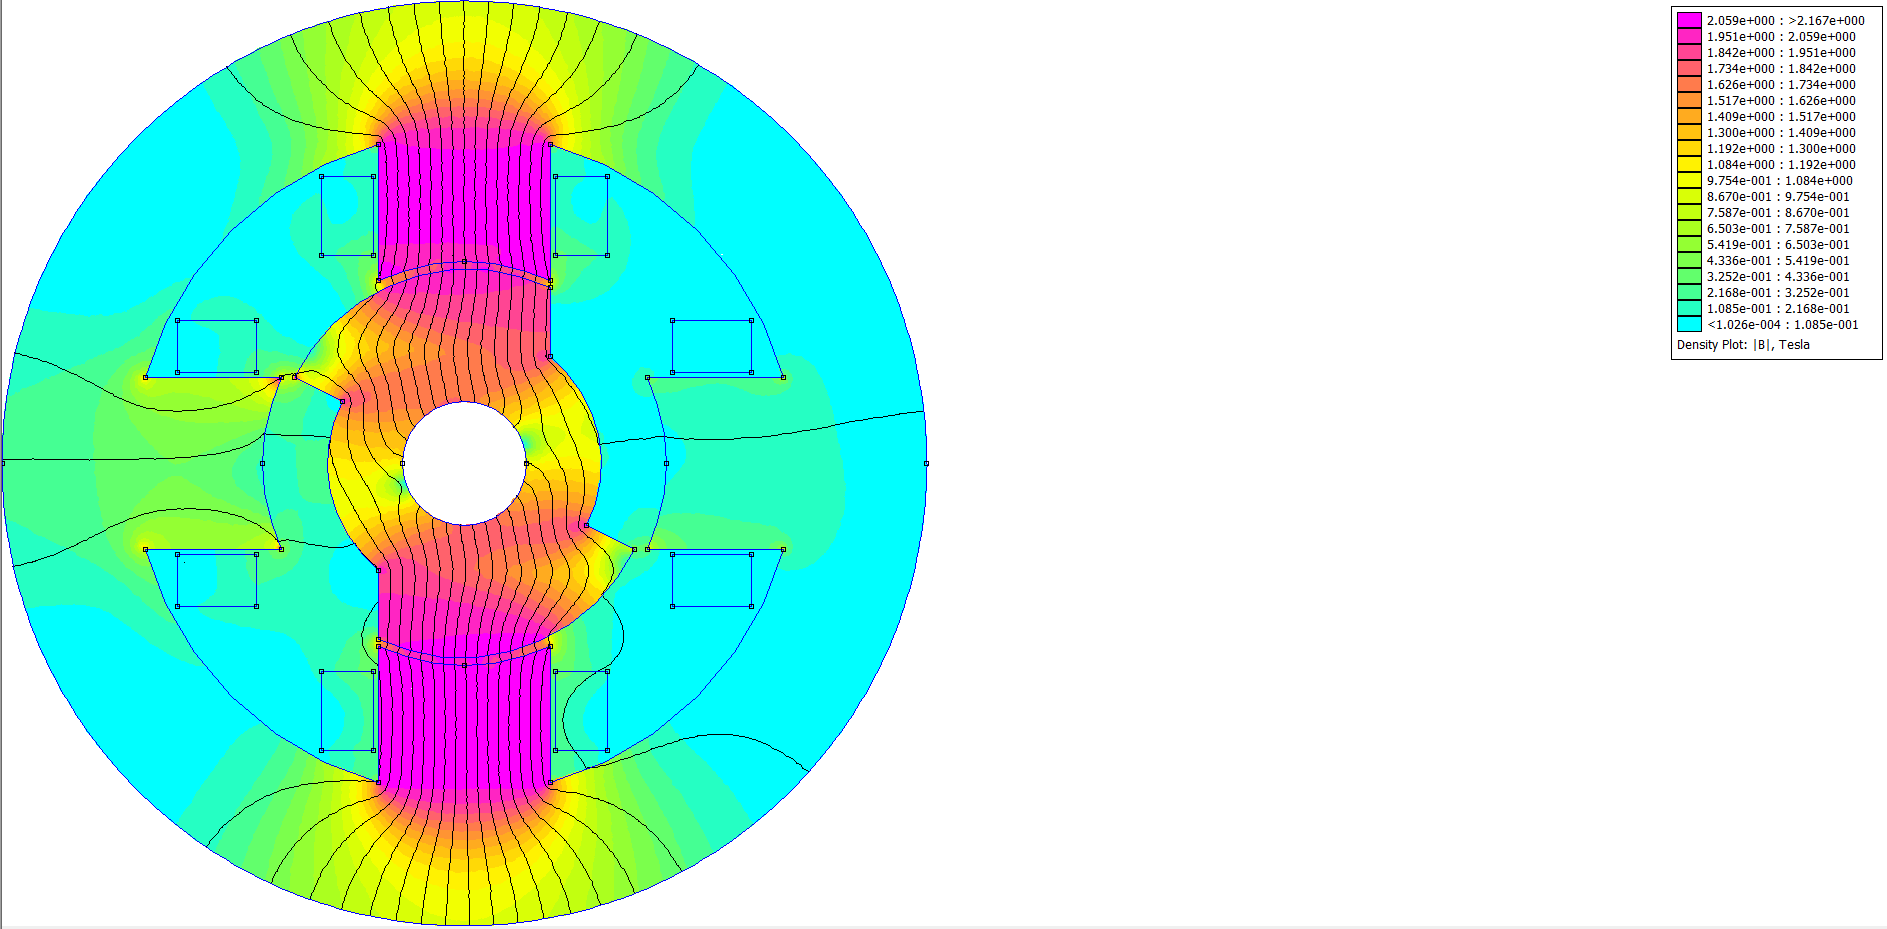 2.059e+000 : >2.167e+000
1.951e+000 : 2.059e+000
1.842e+000 : 1.951e+000
1.734e+000 : 1.842e+000
1.626e+000 : 1.734e+000
1.517e+000 : 1.626e+000
1.409e+000 : 1.517e+000
1.300e+000 : 1.409e+000
1.192e+000 : 1.300e+000
1.084e+000 : 1.192e+000
9.754e-001 : 1.084e+000
8.670e-001 : 9.754e-001
7.587e-001 : 8.670e-001
6.503e-001 : 7.587e-001
5.419e-001 : 6.503e-001
4.336e-001 : 5.419e-001
3.252e-001 : 4.336e-001
2.168e-001 : 3.252e-001
1.085e-001 : 2.168e-001
<1.026e-004 : 1.085e-001
Density Plot: |B|, Tesla